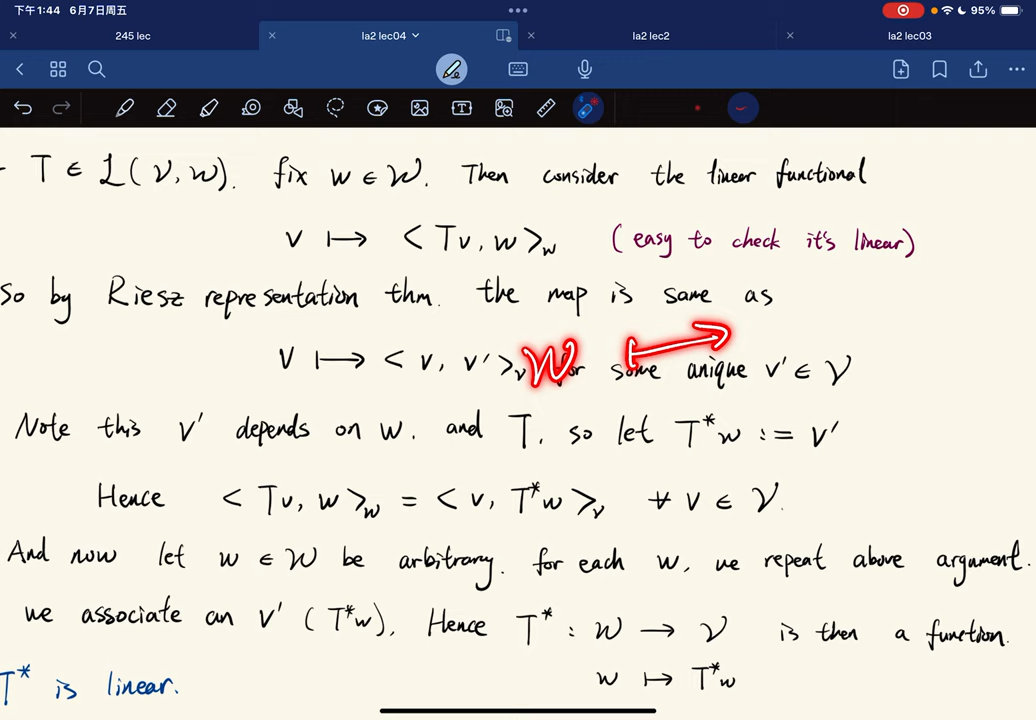 下午1:44 6月7日周五
95%
245 lec
la2 lec04
la2 lec2
la2 lec03
T ∈ L(V, W). fix w ∈ W. Then consider the linear functional
v ↦ <Tv, w>_W (easy to check it's linear)
So by Riesz representation thm. the map is same as
v ↦ <v, v'>_V W for some unique v' ∈ V
Note this v' depends on w. and T, so let T*w := v'
Hence <Tv, w>_W = <v, T*w>_V ∀ v ∈ V.
And now let w ∈ W be arbitrary. for each w, we repeat above argument.
we associate an v' (T*w), Hence T* : W → V is then a function.
w ↦ T*w
T* is linear.